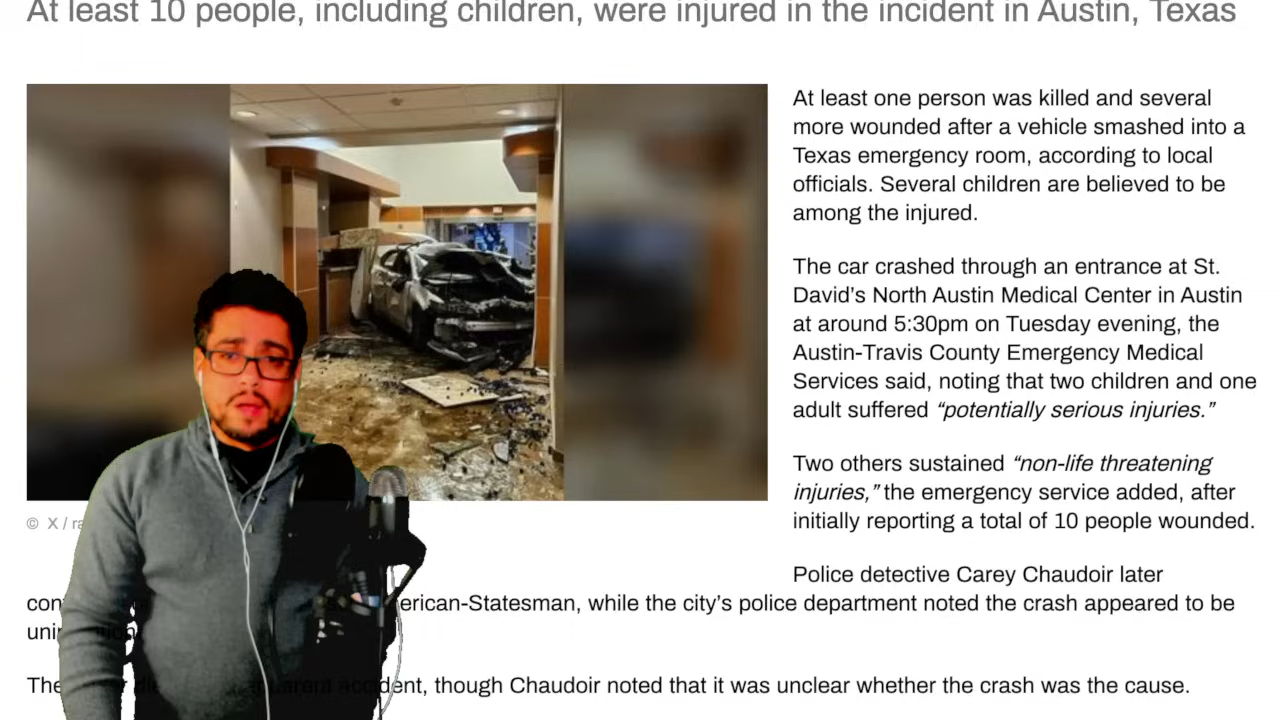 At least 10 people, including children, were injured in the incident in Austin, Texas
At least one person was killed and several
more wounded after a vehicle smashed into a
Texas emergency room, according to local
officials. Several children are believed to be
among the injured.
The car crashed through an entrance at St.
David’s North Austin Medical Center in Austin
at around 5:30pm on Tuesday evening, the
Austin-Travis County Emergency Medical
Services said, noting that two children and one
adult suffered “potentially serious injuries.”
Two others sustained “non-life threatening
injuries,” the emergency service added, after
initially reporting a total of 10 people wounded.
© X /
Police detective Carey Chaudoir later
erican-Statesman, while the city’s police department noted the crash appeared to be
The though Chaudoir noted that it was unclear whether the crash was the cause.